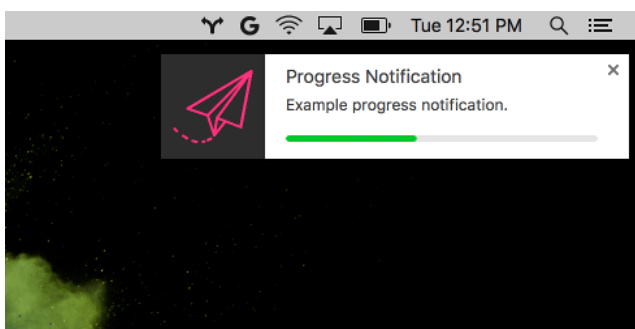 G Tue 12:51 PM
Progress Notification
Example progress notification.